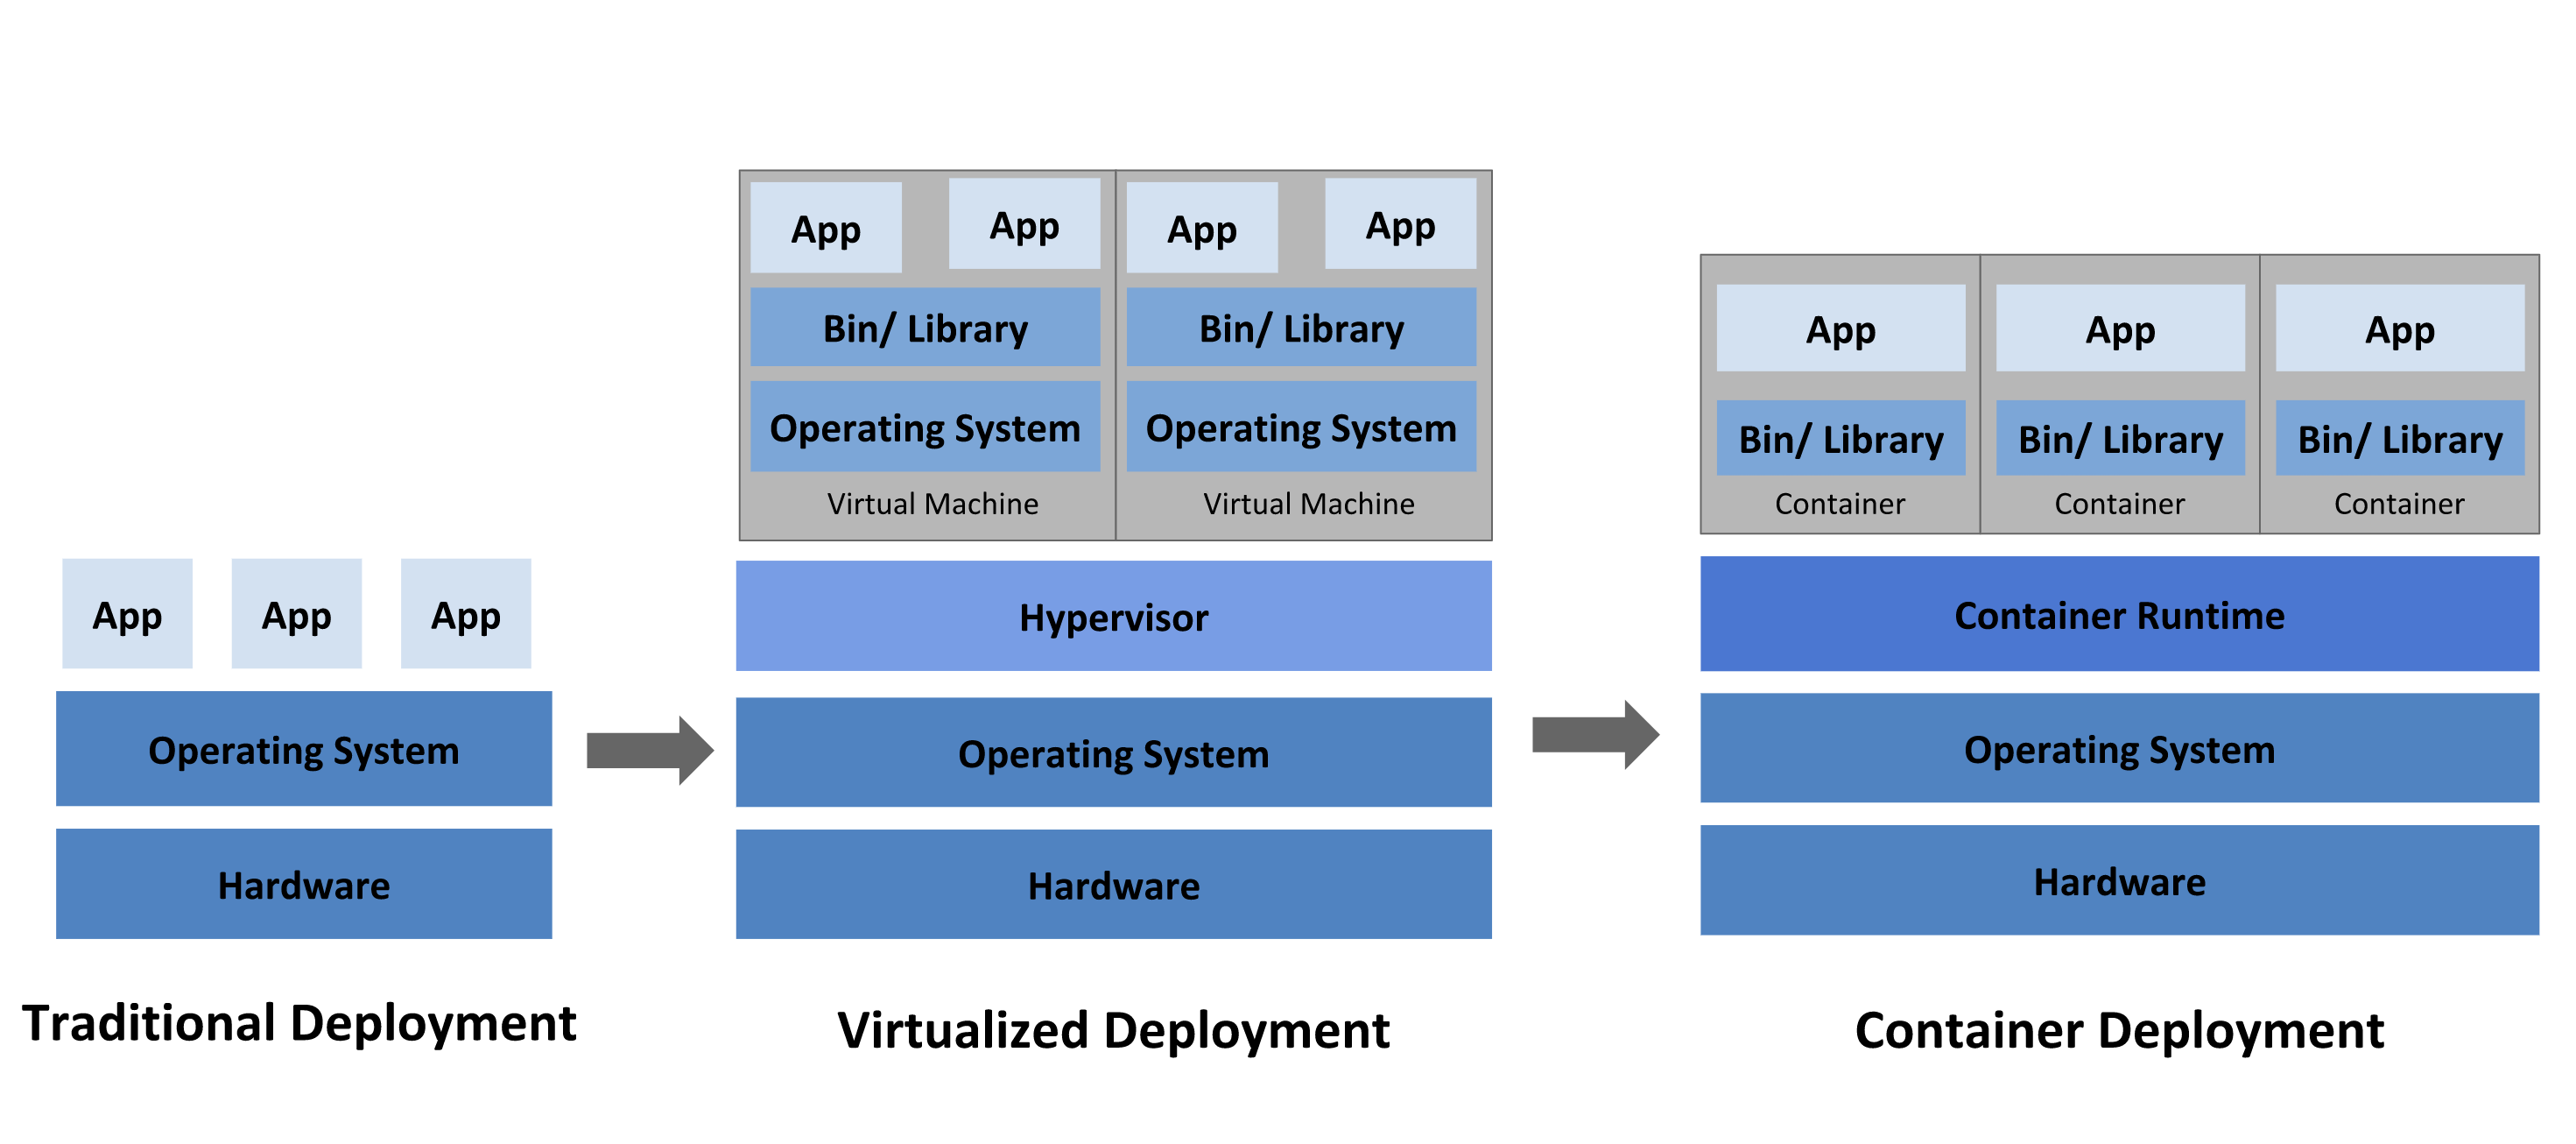 App App App
Operating System
Hardware
Traditional Deployment
App App App App
Bin/ Library Bin/ Library
Operating System Operating System
Virtual Machine Virtual Machine
Hypervisor
Operating System
Hardware
Virtualized Deployment
App App App
Bin/ Library Bin/ Library Bin/ Library
Container Container Container
Container Runtime
Operating System
Hardware
Container Deployment